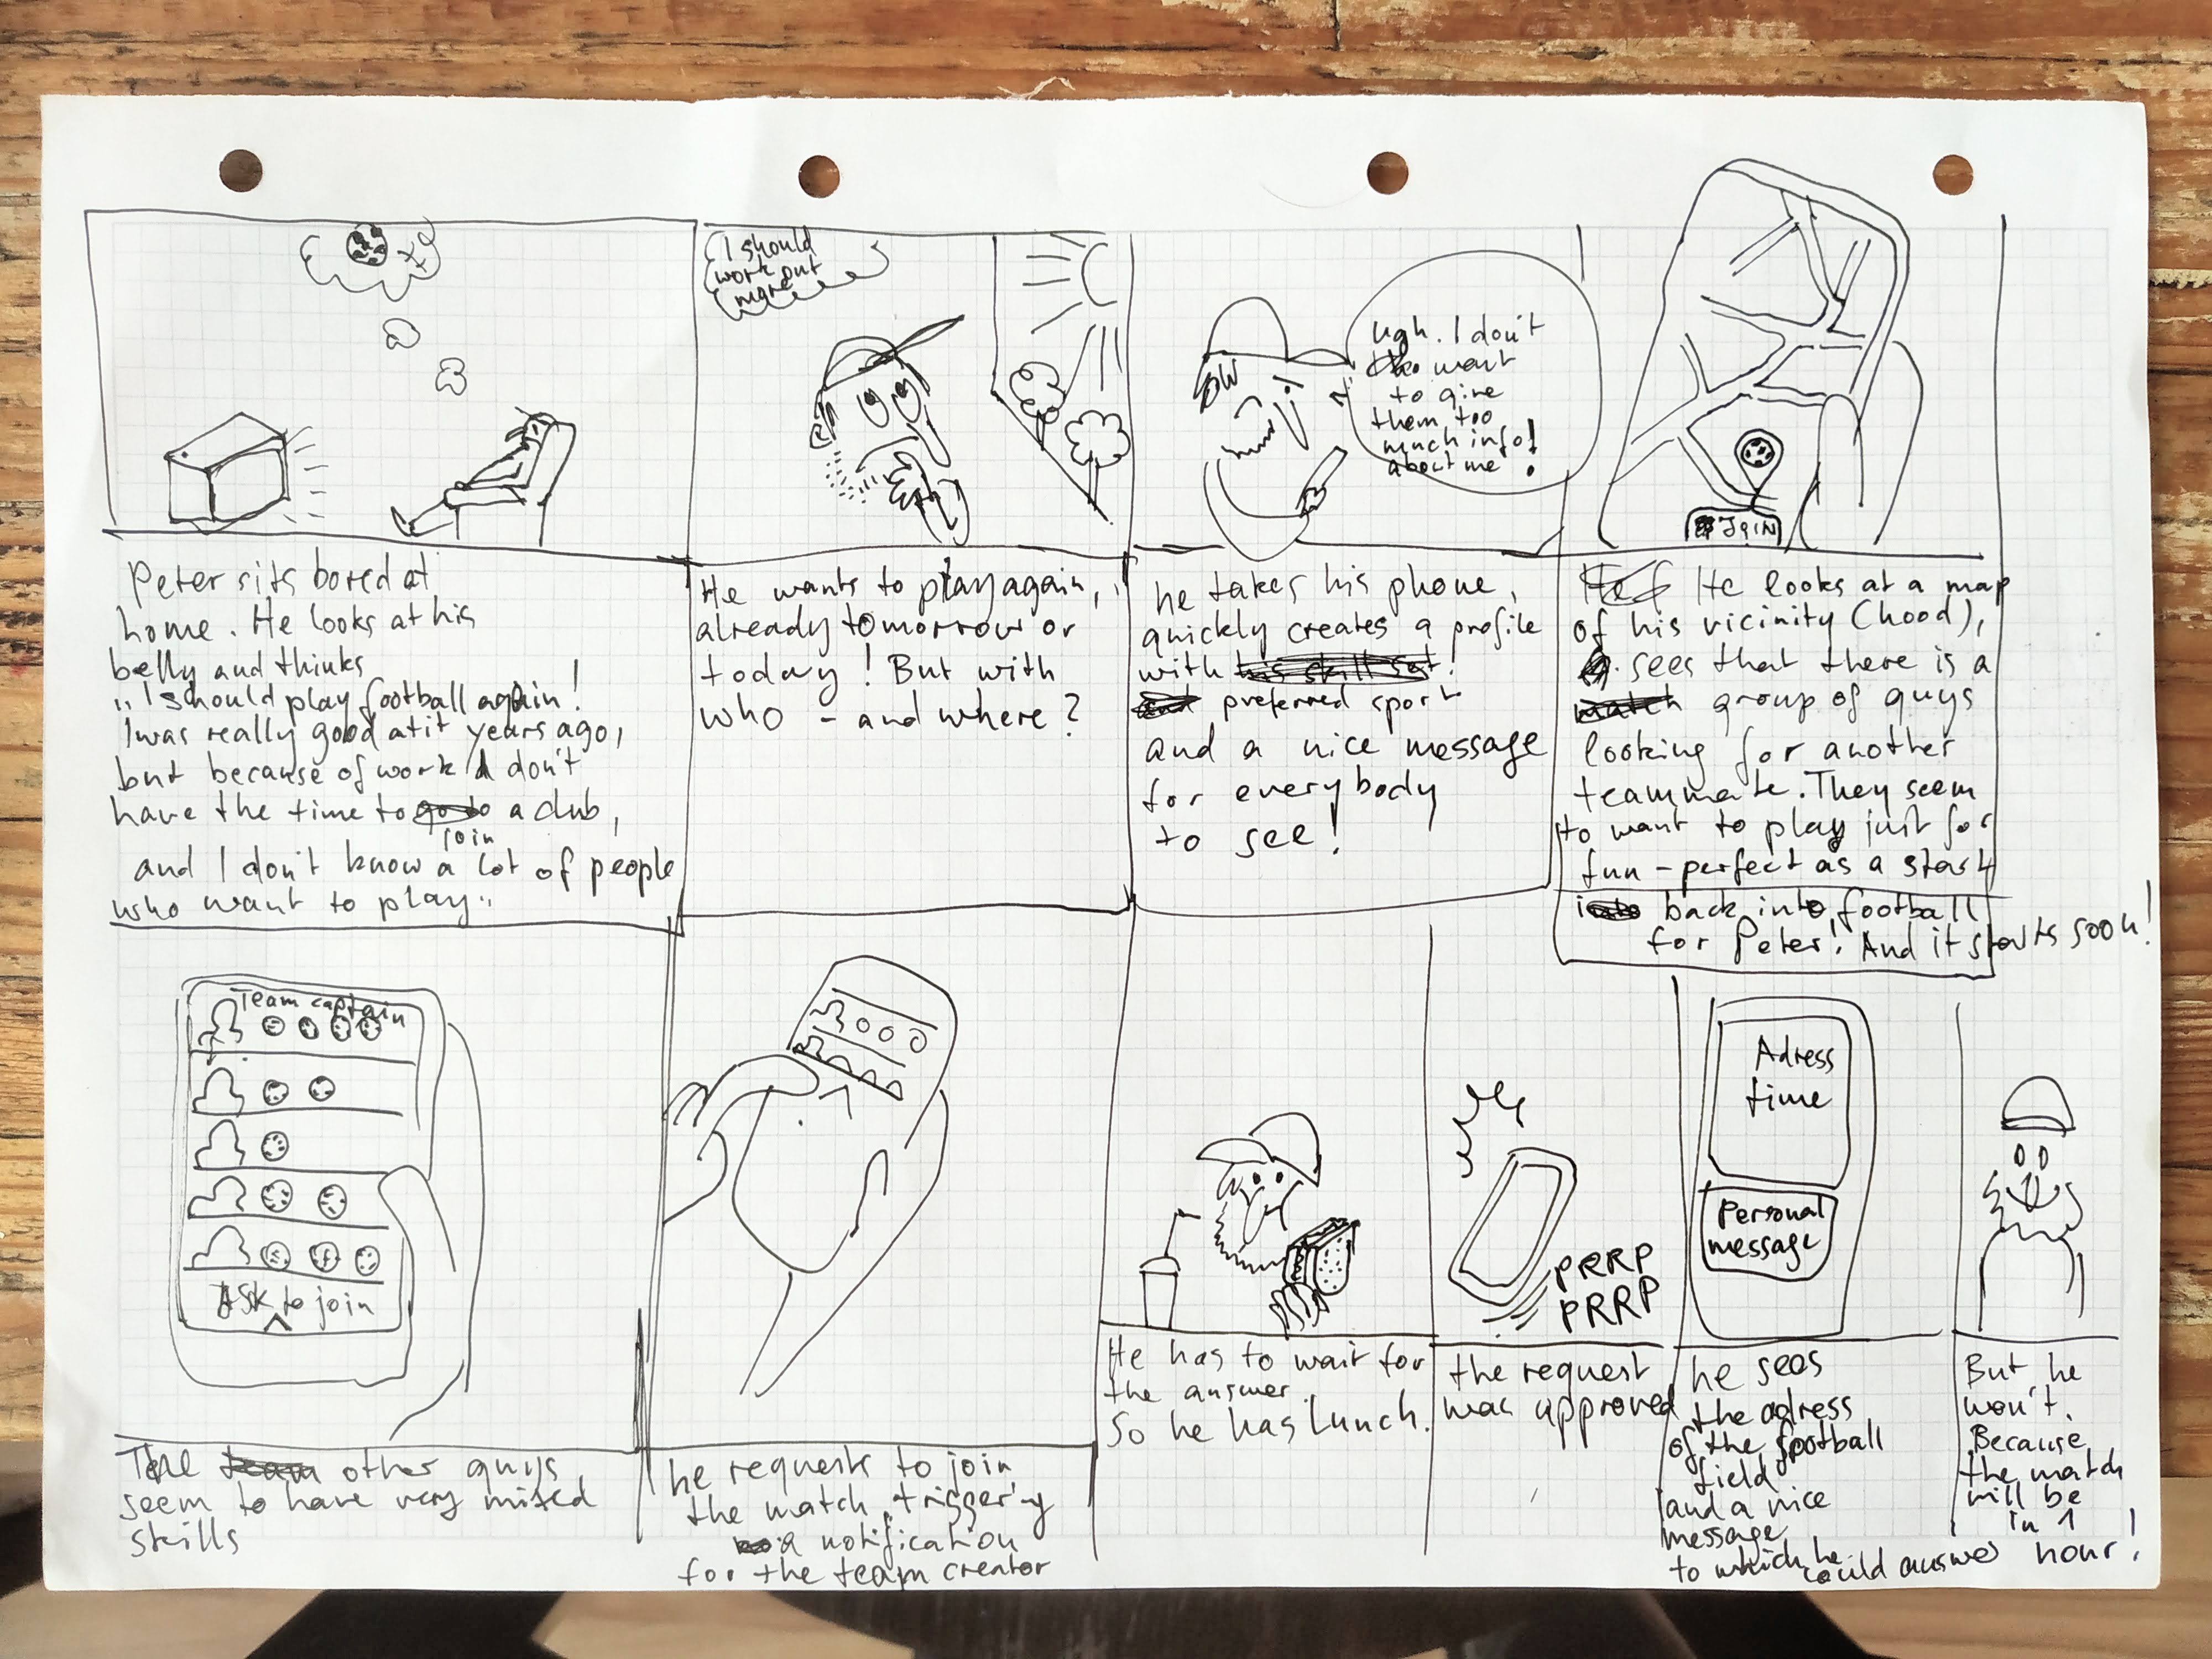 I should
work out
more
Ugh. I don't
want
to give
them too
much info!
about me!
JOIN
Peter sits bored at
home. He looks at his
belly and thinks
"I should play football again!
I was really good at it years ago,
but because of work I don't
have the time to go to a club,
join
and I don't know a lot of people
who want to play"
He wants to play again,
already tomorrow or
today! But with
who - and where?
he takes his phone,
quickly creates a profile
with his skill set!
and preferred sport
and a nice message
for everybody
to see!
He looks at a map
of his vicinity (hood),
sees that there is a
match group of guys
looking for another
teammate. They seem
to want to play just for
fun - perfect as a start
into back into football
for Peter! And it starts soon!
Team captain
ASK to join
The team other guys
seem to have very mixed
skills
he requests to join
the match, triggering
a notification
for the team creator
He has to wait for
the answer.
So he has lunch.
PRRP
PRRP
the request
was approved
Adress
time
Personal
message
he sees
the adress
of the football
field
and a nice
message
to which he
could answer
But he
won't.
Because
the match
will be
in 1
hour!